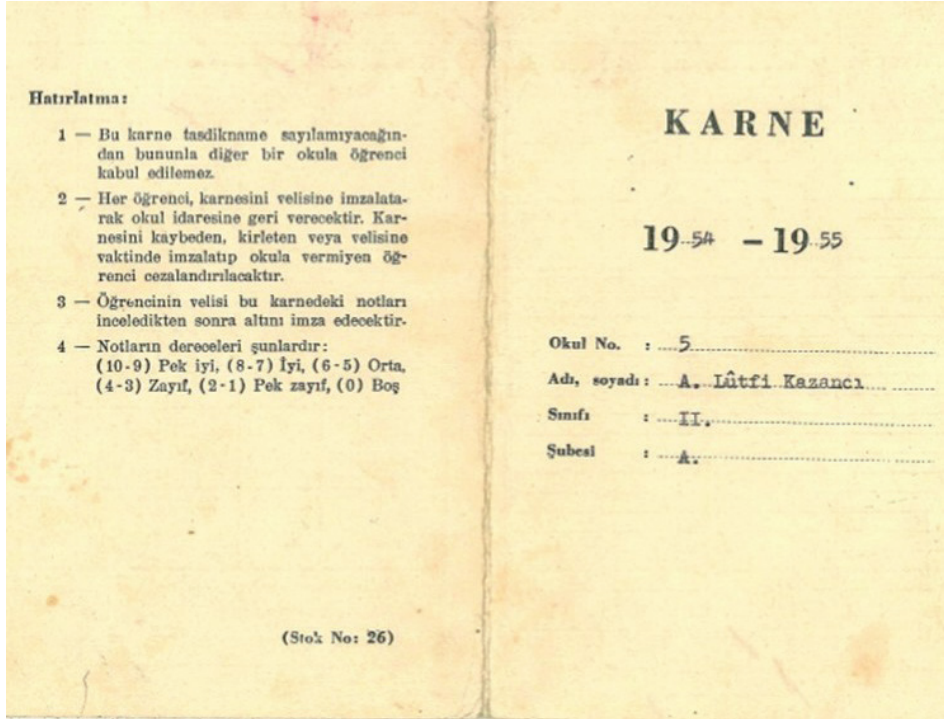 Hatırlatma:
1 — Bu karne tasdikname sayılamıyacağın-
dan bununla diğer bir okula öğrenci
kabul edilemez.
2 — Her öğrenci, karnesini velisine imzalata-
rak okul idaresine geri verecektir. Kar-
nesini kaybeden, kirleten veya velisine
vaktinde imzalatıp okula vermiyen öğ-
renci cezalandırılacaktır.
3 — Öğrencinin velisi bu karnedeki notları
inceledikten sonra altını imza edecektir-
4 — Notların dereceleri şunlardır:
(10-9) Pek iyi, (8-7) İyi, (6-5) Orta,
(4-3) Zayıf, (2-1) Pek zayıf, (0) Boş
(Stok No: 26)
KARNE
19 54 — 19 55
Okul No. : 5
Adı, soyadı : A. Lûtfi Kazancı
Sınıfı : II.
Şubesi : A.